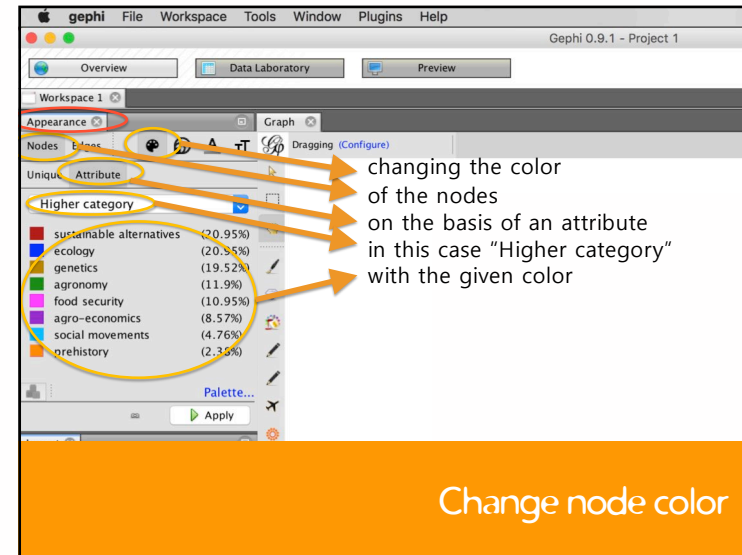 gephi File Workspace Tools Window Plugins Help
Gephi 0.9.1 - Project 1
Overview Data Laboratory Preview
Workspace 1
Appearance Graph
Nodes Edges Dragging (Configure)
Unique Attribute
Higher category
sustainable alternatives (20.95%)
ecology (20.95%)
genetics (19.52%)
agronomy (11.9%)
food security (10.95%)
agro-economics (8.57%)
social movements (4.76%)
prehistory (2.38%)
Palette...
Apply
changing the color
of the nodes
on the basis of an attribute
in this case "Higher category"
with the given color
Change node color